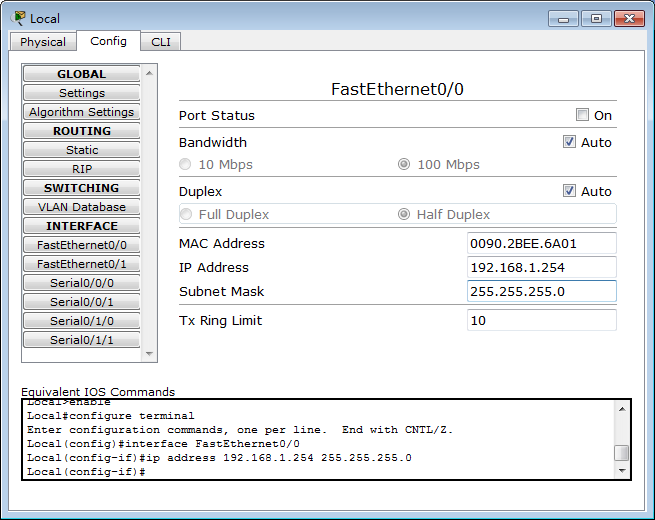 Local
Physical Config CLI
GLOBAL
Settings
Algorithm Settings
ROUTING
Static
RIP
SWITCHING
VLAN Database
INTERFACE
FastEthernet0/0
FastEthernet0/1
Serial0/0/0
Serial0/0/1
Serial0/1/0
Serial0/1/1
FastEthernet0/0
Port Status On
Bandwidth Auto
10 Mbps 100 Mbps
Duplex Auto
Full Duplex Half Duplex
MAC Address 0090.2BEE.6A01
IP Address 192.168.1.254
Subnet Mask 255.255.255.0
Tx Ring Limit 10
Equivalent IOS Commands
Local>enable
Local#configure terminal
Enter configuration commands, one per line. End with CNTL/Z.
Local(config)#interface FastEthernet0/0
Local(config-if)#ip address 192.168.1.254 255.255.255.0
Local(config-if)#